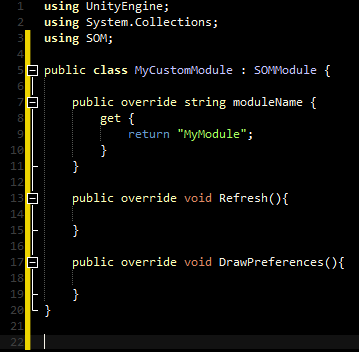 1 using UnityEngine;
2 using System.Collections;
3 using SOM;
4
5 public class MyCustomModule : SOMModule {
6
7 public override string moduleName {
8 get {
9 return "MyModule";
10 }
11 }
12
13 public override void Refresh(){
14
15 }
16
17 public override void DrawPreferences(){
18
19 }
20 }
21
22